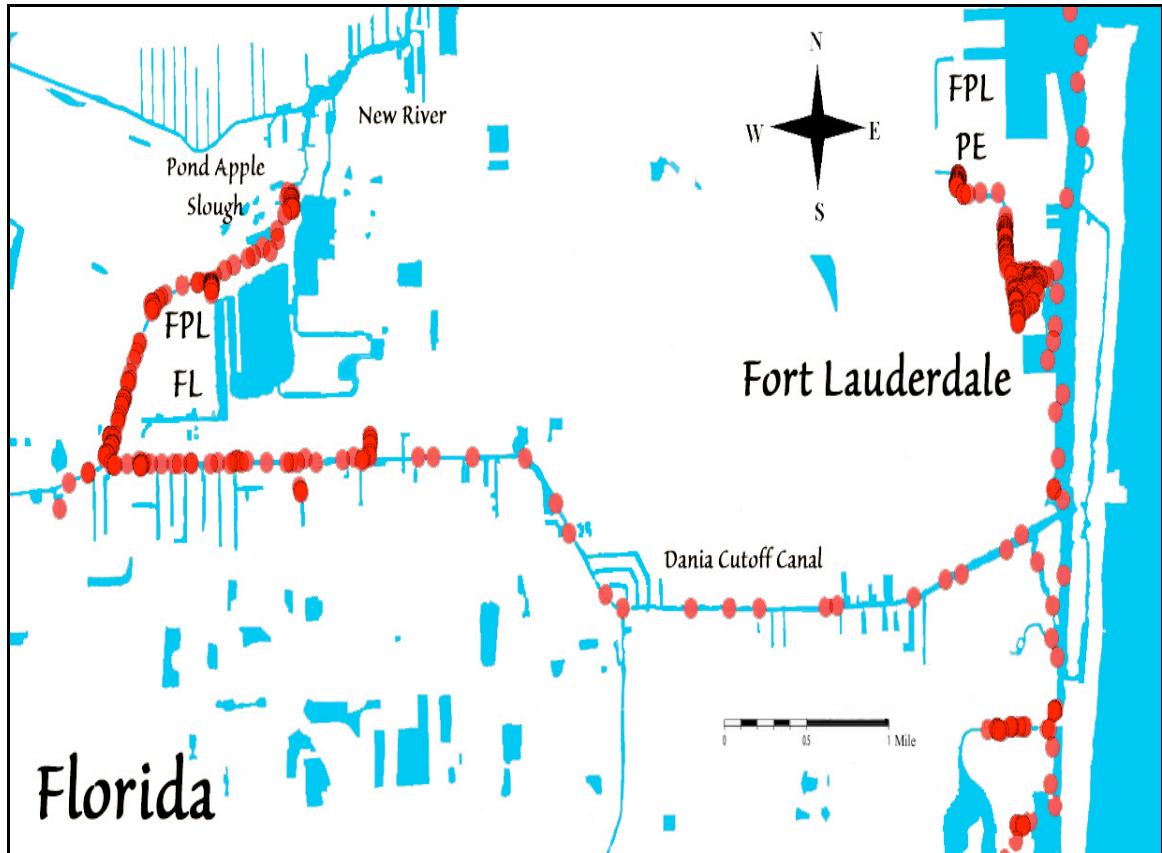 N
FPL
New River
W
E
PE
Pond Apple
Slough
S
FPL
Fort Lauderdale
FL
Dania Cutoff Canal
0
0.5
1 Mile
Florida